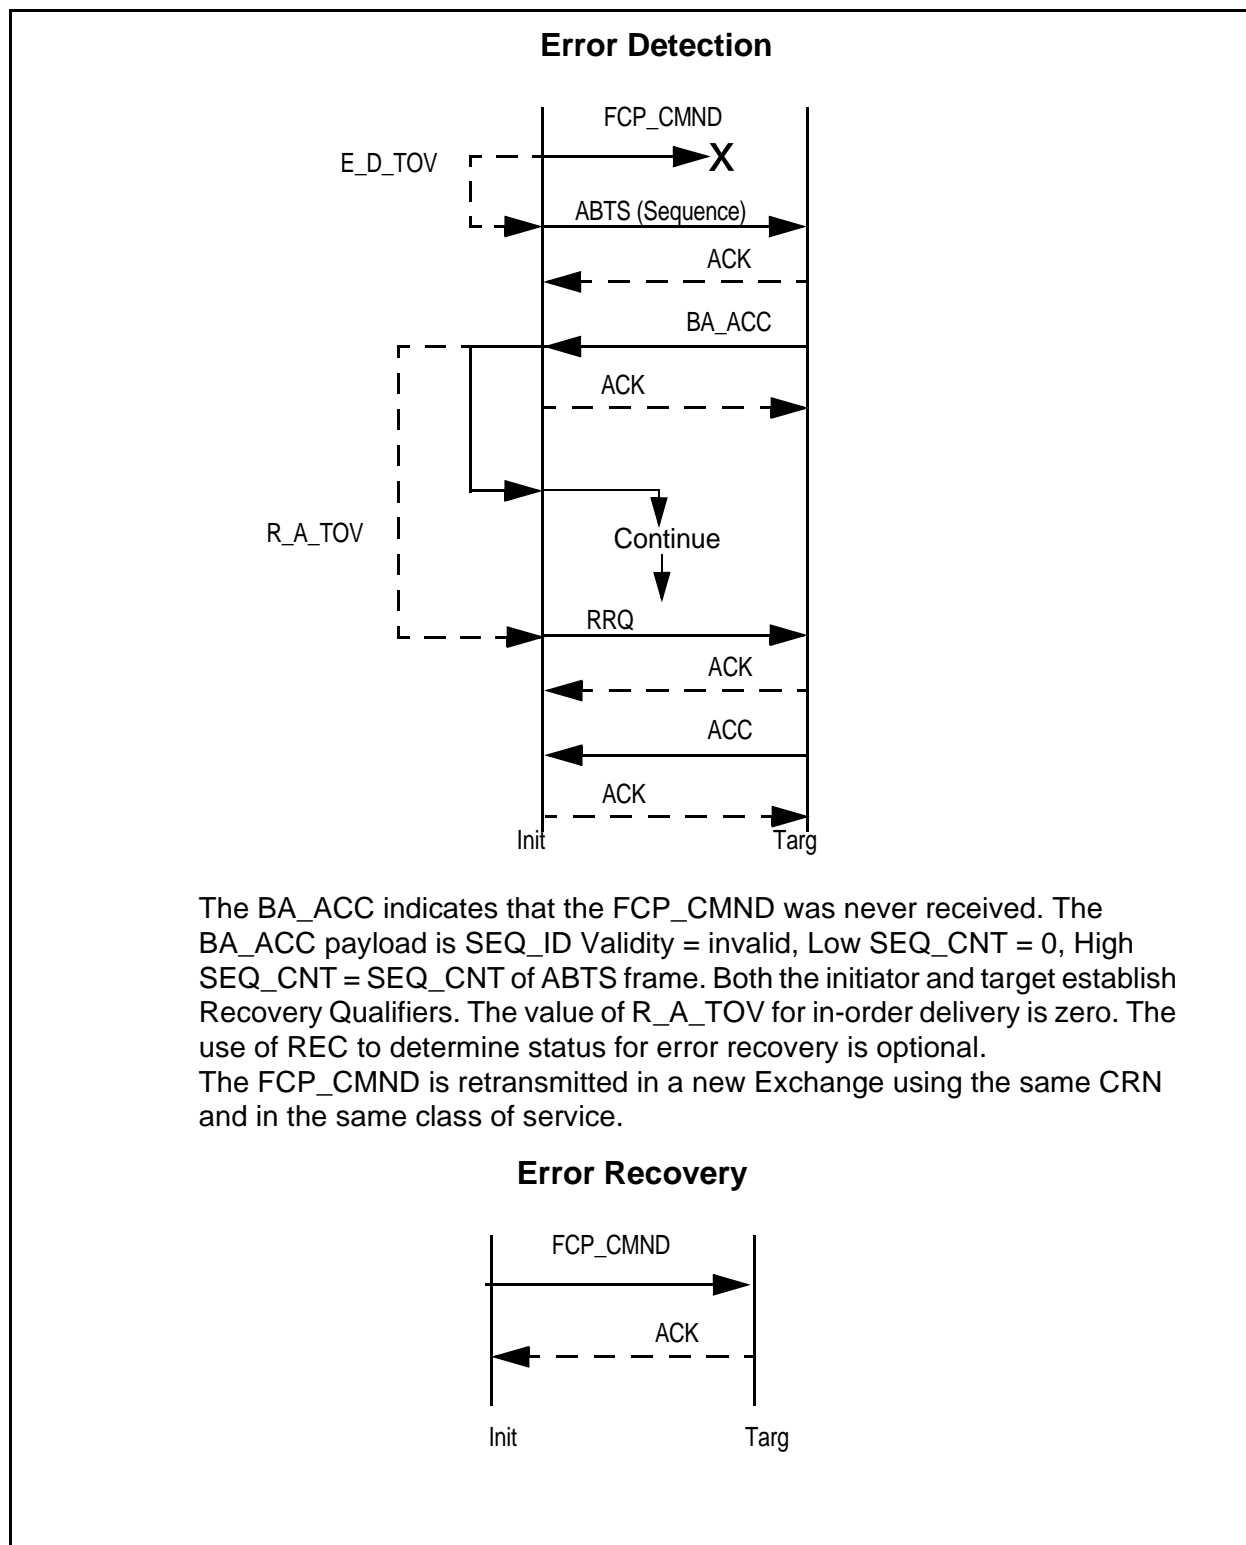 Error Detection
FCP_CMND
X
E_D_TOV
ABTS (Sequence)
ACK
BA_ACC
ACK
R_A_TOV
Continue
RRQ
ACK
ACC
ACK
Init
Targ
The BA_ACC indicates that the FCP_CMND was never received. The
BA_ACC payload is SEQ_ID Validity = invalid, Low SEQ_CNT = 0, High
SEQ_CNT = SEQ_CNT of ABTS frame. Both the initiator and target establish
Recovery Qualifiers. The value of R_A_TOV for in-order delivery is zero. The
use of REC to determine status for error recovery is optional.
The FCP_CMND is retransmitted in a new Exchange using the same CRN
and in the same class of service.
Error Recovery
FCP_CMND
ACK
Init
Targ